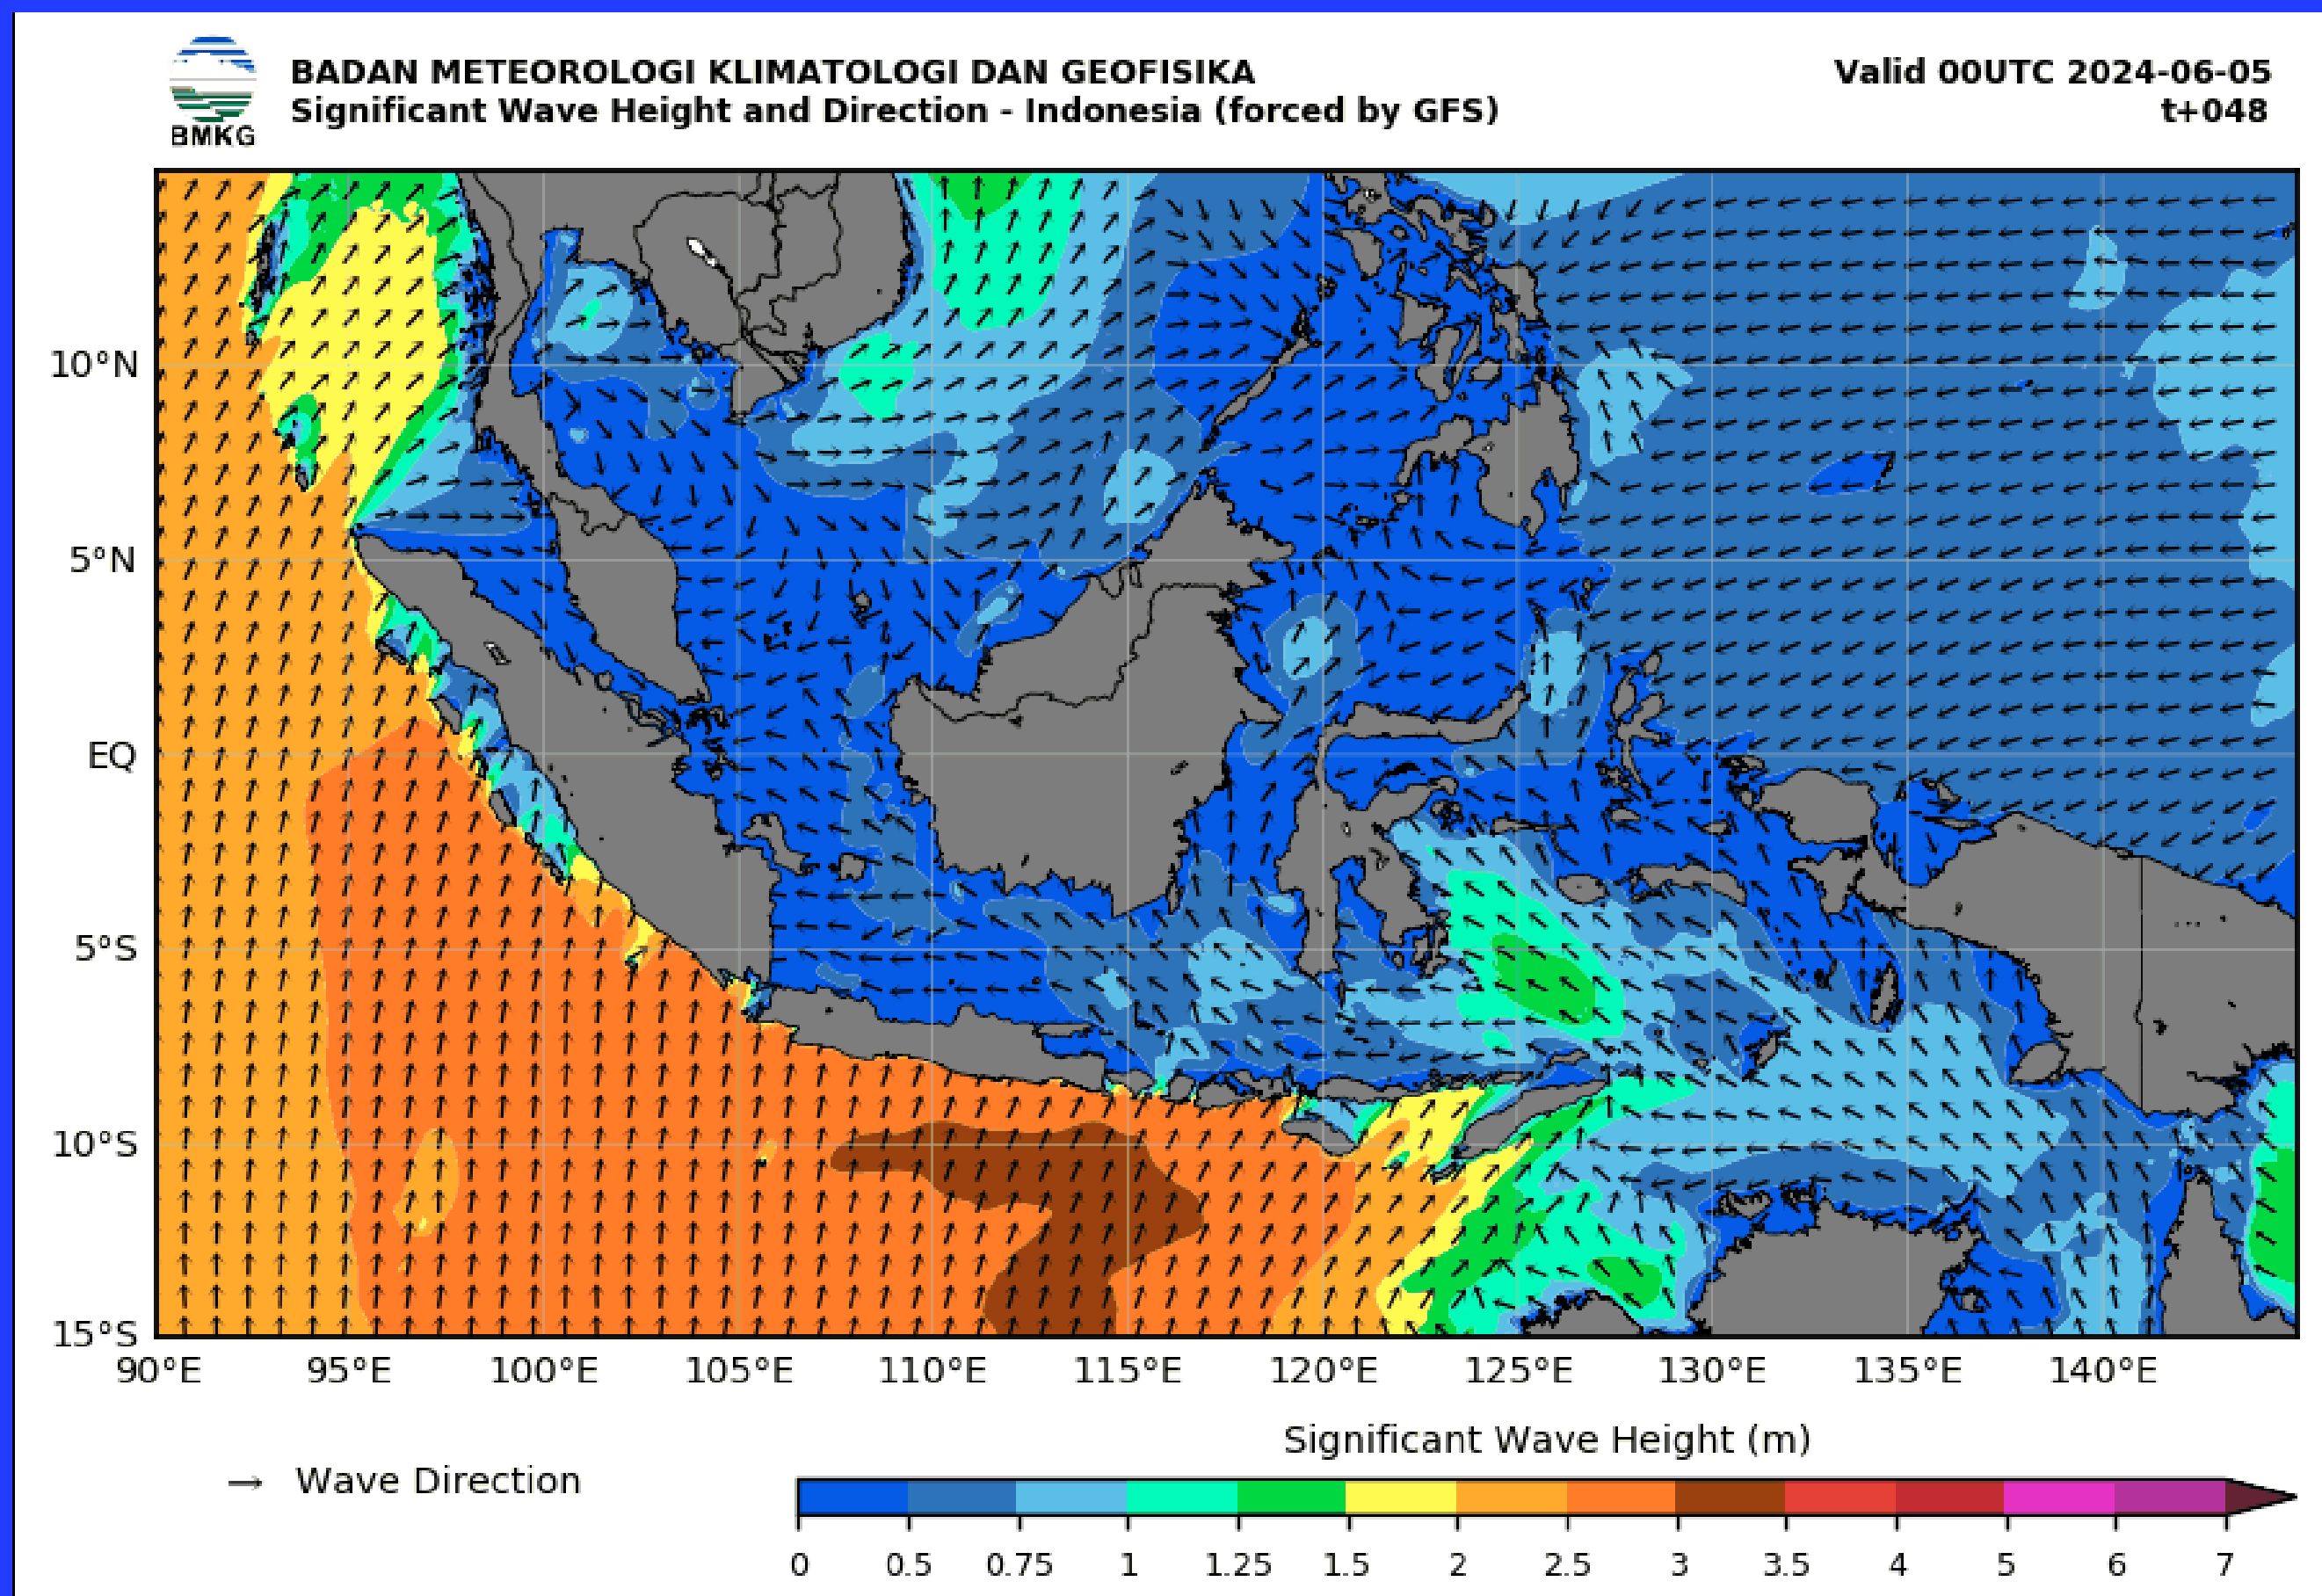 BADAN METEOROLOGI KLIMATOLOGI DAN GEOFISIKA
Significant Wave Height and Direction - Indonesia (forced by GFS)
Valid 00UTC 2024-06-05
t+048
BMKG
10°N
5°N
EQ
5°S
10°S
15°S
90°E 95°E 100°E 105°E 110°E 115°E 120°E 125°E 130°E 135°E 140°E
Significant Wave Height (m)
Wave Direction
0 0.5 0.75 1 1.25 1.5 2 2.5 3 3.5 4 5 6 7